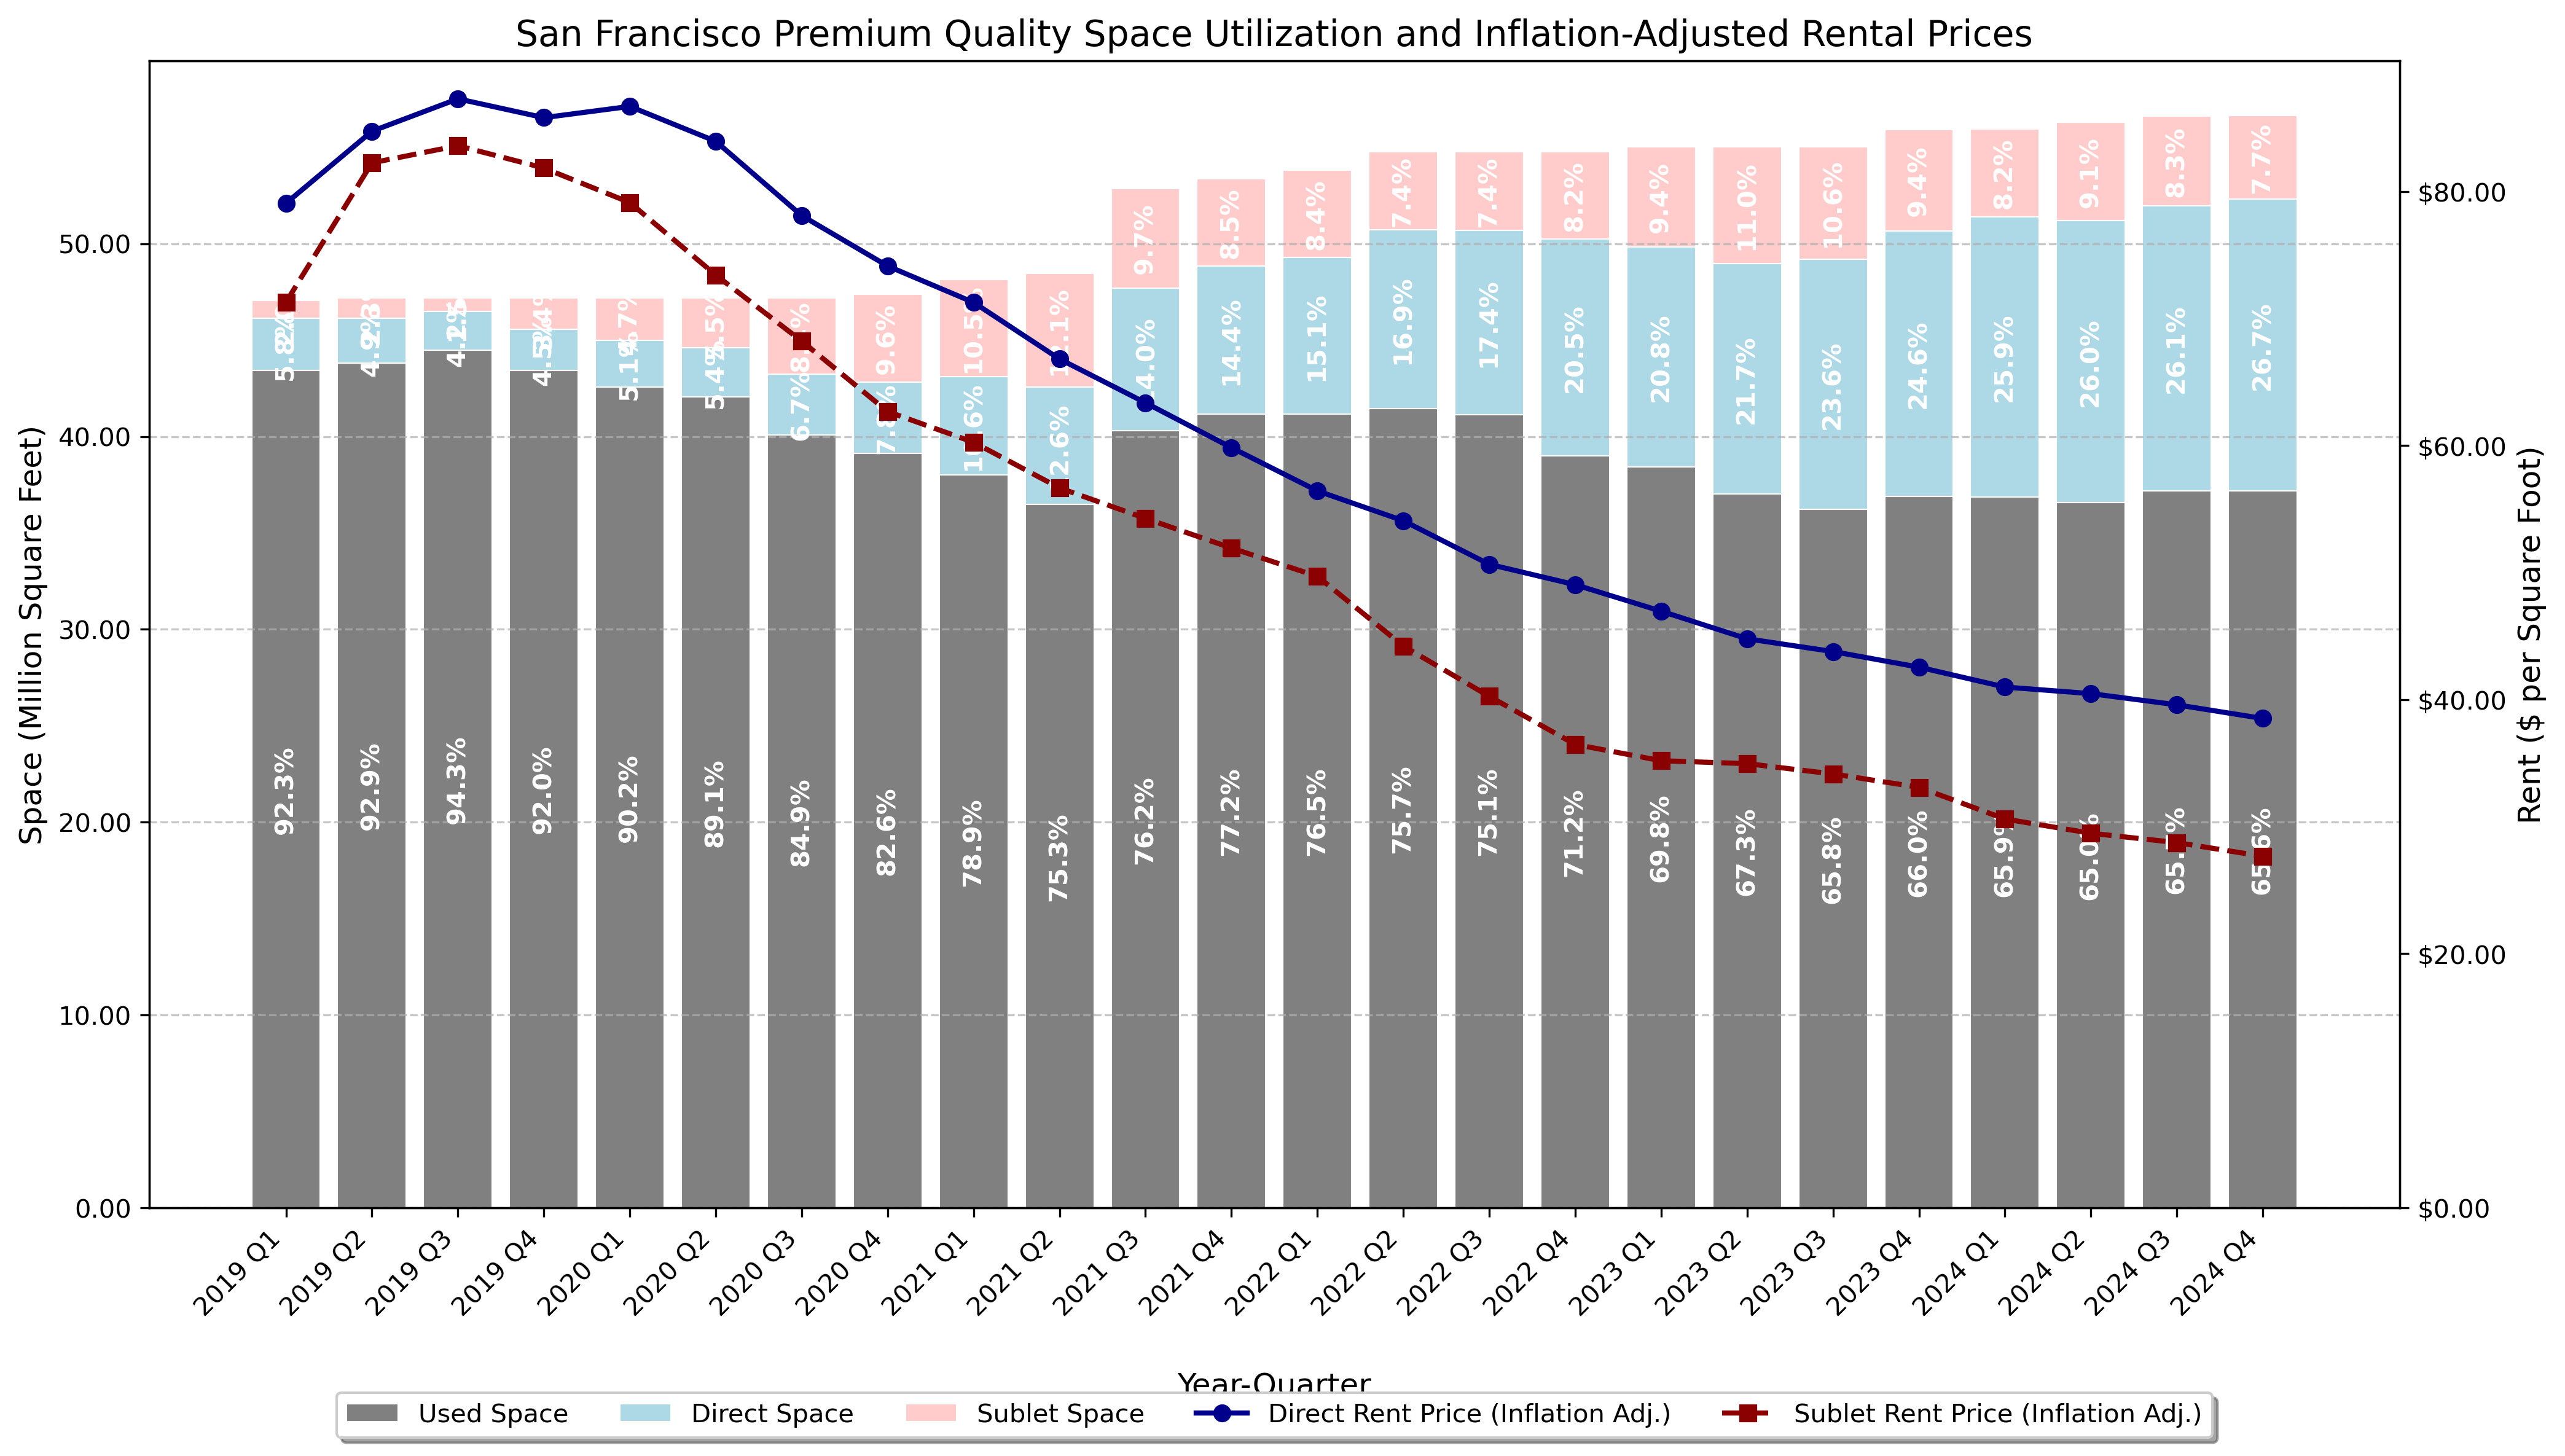 San Francisco Premium Quality Space Utilization and Inflation-Adjusted Rental Prices
Space (Million Square Feet)
50.00
40.00
30.00
20.00
10.00
0.00
$80.00
$60.00
$40.00
$20.00
$0.00
Rent ($ per Square Foot)
7.4% 7.4% 8.2% 9.4% 11.0% 10.6% 9.4% 8.2% 9.1% 8.3% 7.7%
9.6% 9.7% 8.5% 8.4%
5.1% 5.4% 6.7% 14.4% 15.1% 16.9% 17.4% 20.5% 20.8% 21.7% 23.6% 24.6% 25.9% 26.0% 26.1% 26.7%
92.3% 92.9% 94.3% 92.0% 90.2% 89.1% 84.9% 82.6% 78.9% 75.3% 76.2% 77.2% 76.5% 75.7% 75.1% 71.2% 69.8% 67.3% 65.8% 66.0% 65.9% 65.0% 65.6%
2019 Q1
2019 Q2
2019 Q3
2019 Q4
2020 Q1
2020 Q2
2020 Q3
2020 Q4
2021 Q1
2021 Q2
2021 Q3
2021 Q4
2022 Q1
2022 Q2
2022 Q3
2022 Q4
2023 Q1
2023 Q2
2023 Q3
2023 Q4
2024 Q1
2024 Q2
2024 Q3
2024 Q4
Year-Quarter
Used Space Direct Space Sublet Space Direct Rent Price (Inflation Adj.) Sublet Rent Price (Inflation Adj.)